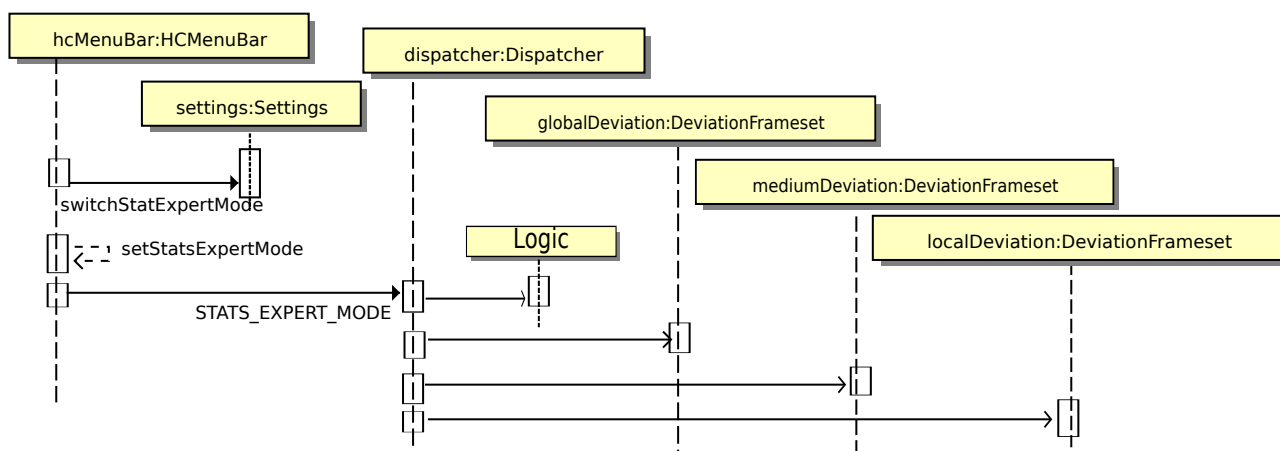 hcMenuBar:HCMenuBar
dispatcher:Dispatcher
settings:Settings
globalDeviation:DeviationFrameset
mediumDeviation:DeviationFrameset
switchStatExpertMode
localDeviation:DeviationFrameset
Logic
setStatsExpertMode
STATS_EXPERT_MODE